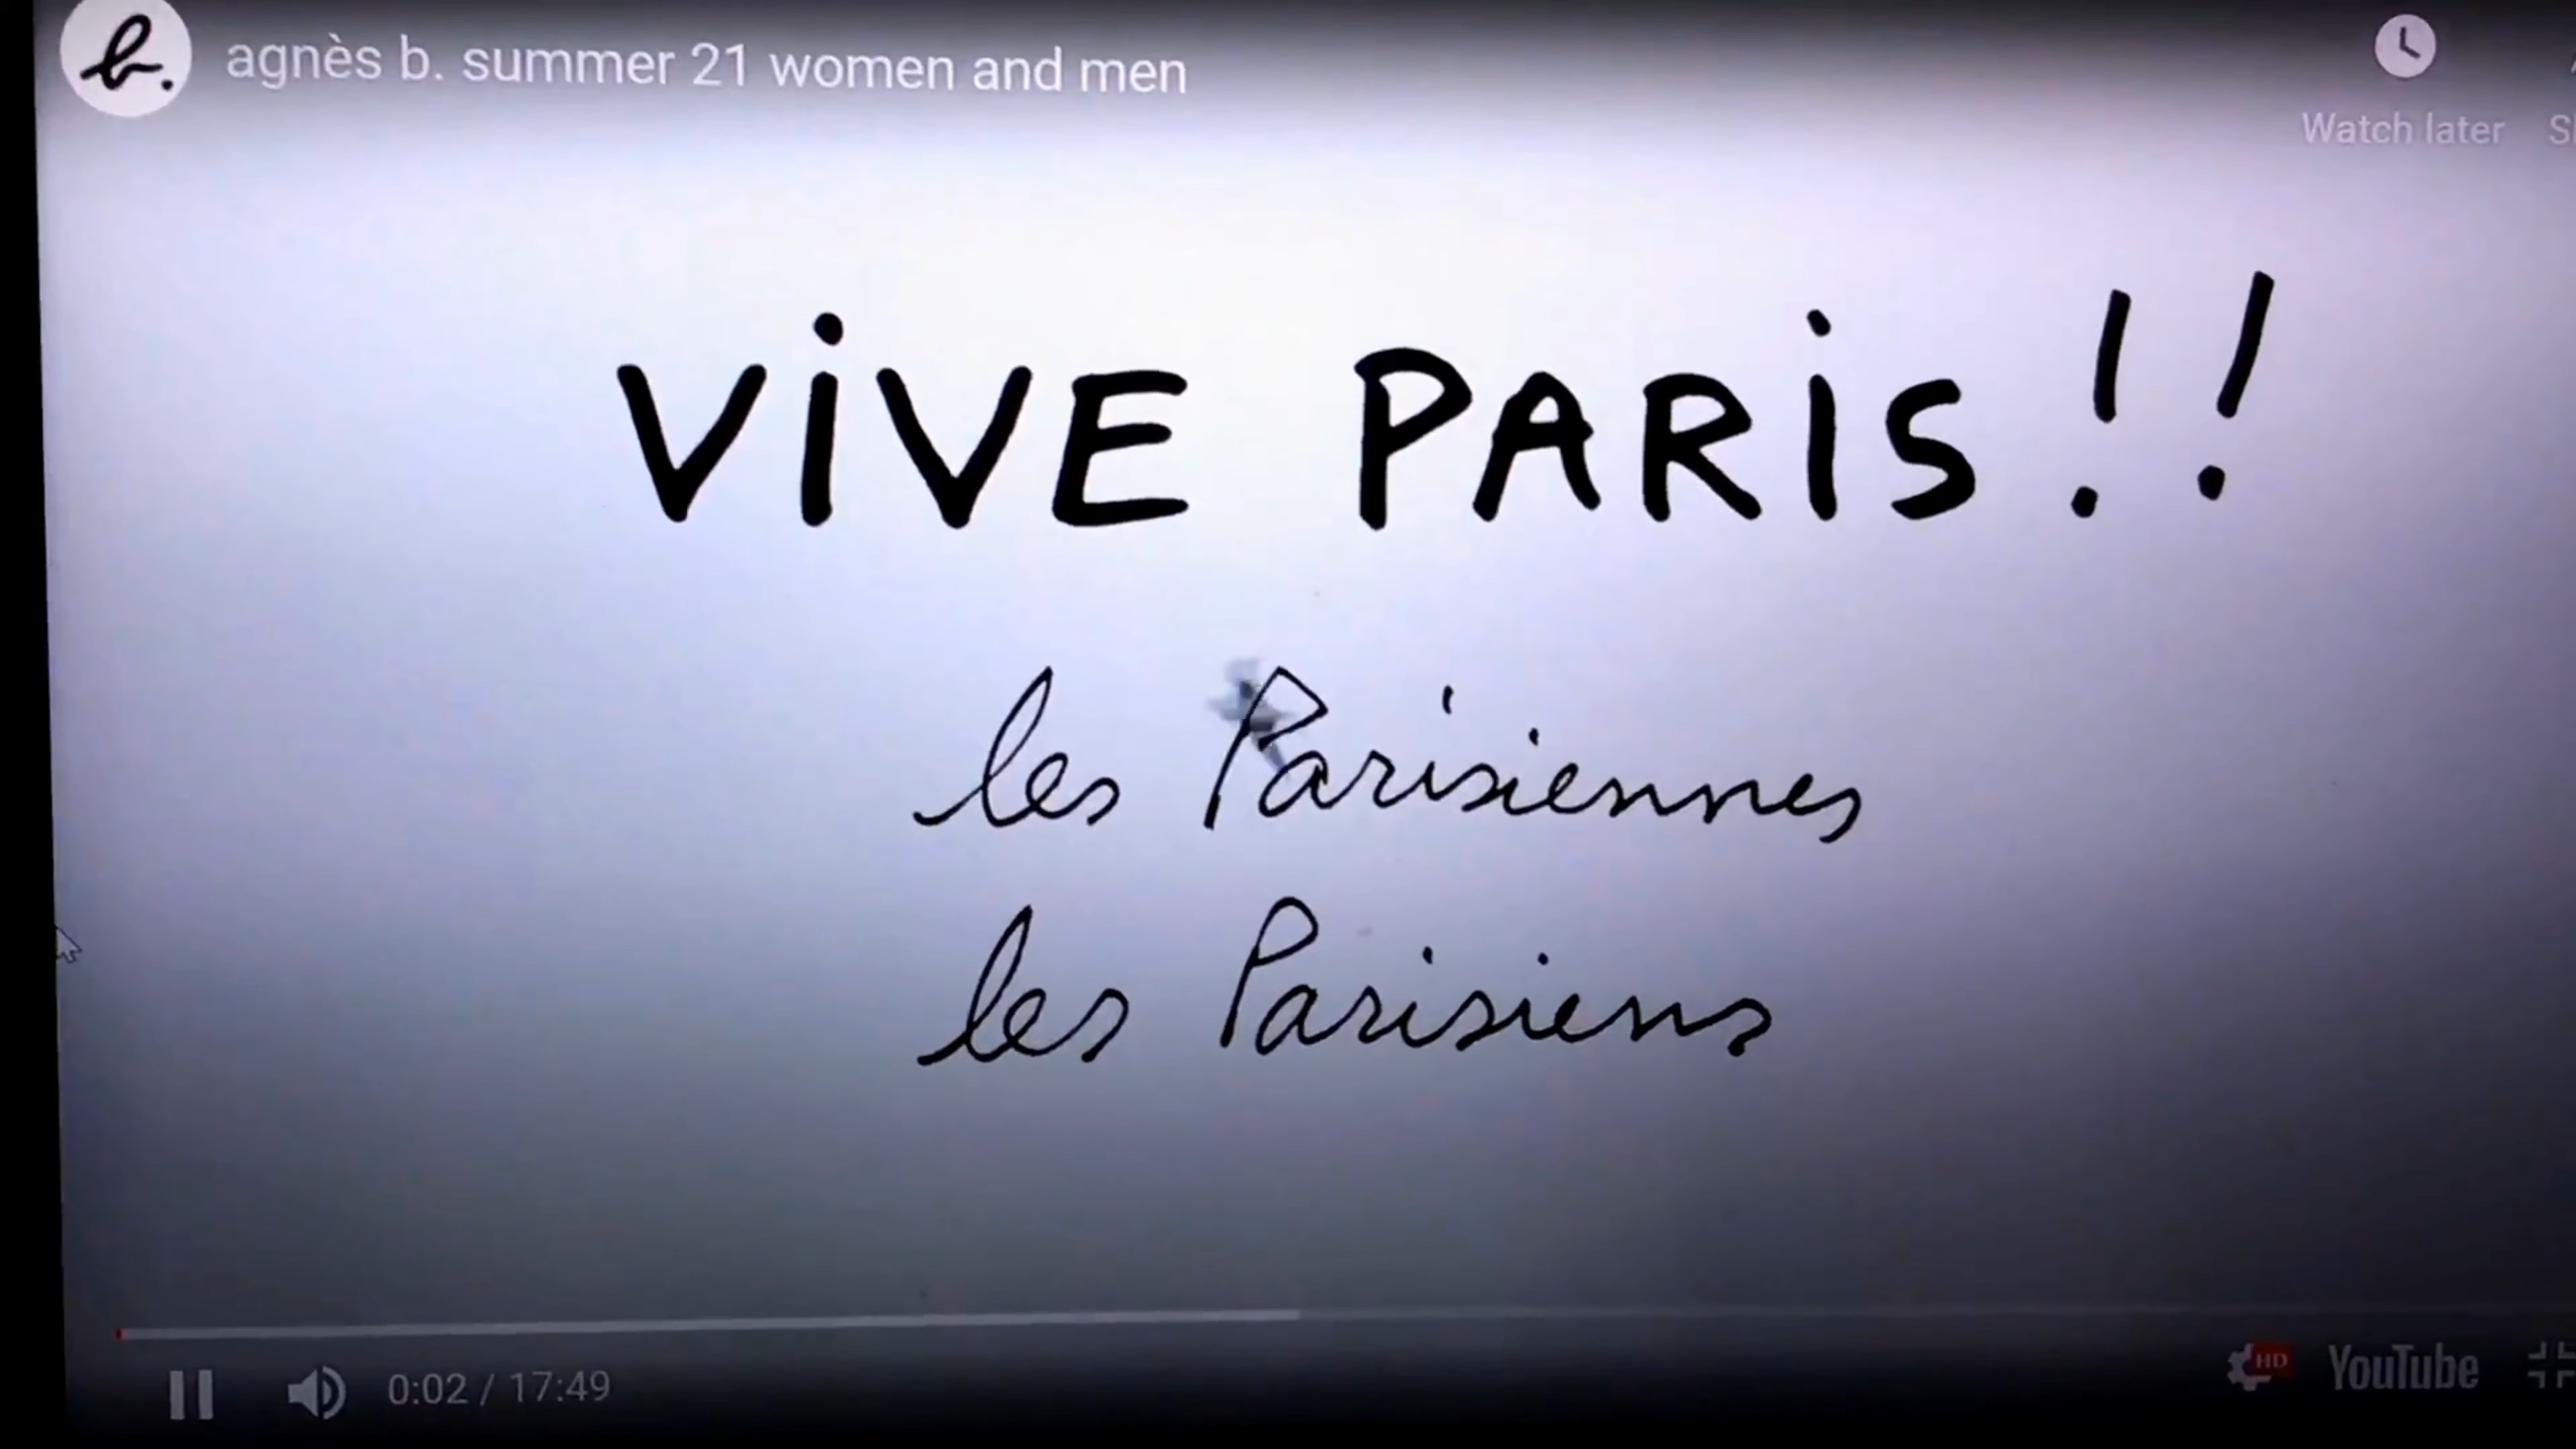 b.
agnès b. summer 21 women and men
Watch later
VIVE PARIS!!
les Parisiennes
les Parisiens
0:02 / 17:49
HD
YouTube